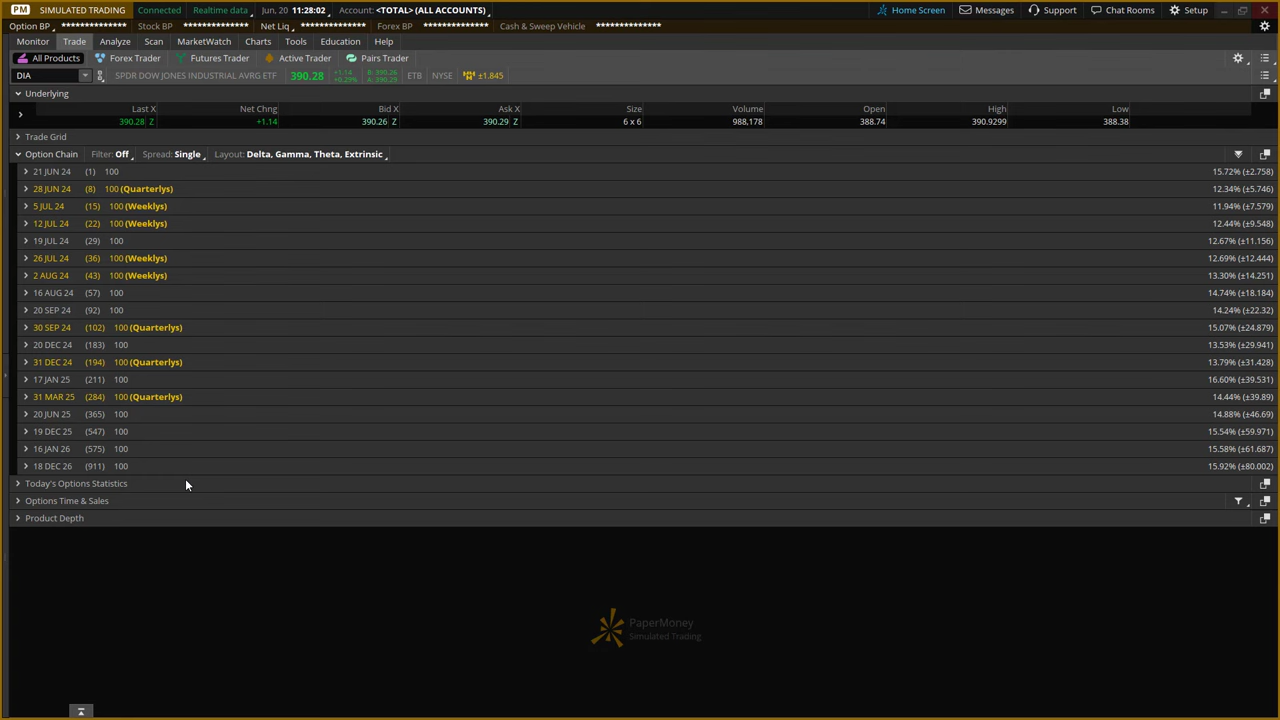 PM SIMULATED TRADING Connected Realtime data Jun, 20 11:28:02 Account: <TOTAL> (ALL ACCOUNTS) Home Screen Messages Support Chat Rooms Setup
Option BP ************** Stock BP ************** Net Liq ************** Forex BP ************** Cash & Sweep Vehicle **************
Monitor Trade Analyze Scan MarketWatch Charts Tools Education Help
All Products Forex Trader Futures Trader Active Trader Pairs Trader
DIA SPDR DOW JONES INDUSTRIAL AVRG ETF 390.28 +1.14 +0.29% B: 390.26 A: 390.29 ETB NYSE ±1.845
Underlying
Last X Net Chng Bid X Ask X Size Volume Open High Low
390.28 Z +1.14 390.26 Z 390.29 Z 6 x 6 988,178 388.74 390.9299 388.38
Trade Grid
Option Chain Filter: Off Spread: Single Layout: Delta, Gamma, Theta, Extrinsic
21 JUN 24 (1) 100 15.72% (±2.758)
28 JUN 24 (8) 100 (Quarterlys) 12.34% (±5.746)
5 JUL 24 (15) 100 (Weeklys) 11.94% (±7.579)
12 JUL 24 (22) 100 (Weeklys) 12.44% (±9.548)
19 JUL 24 (29) 100 12.67% (±11.156)
26 JUL 24 (36) 100 (Weeklys) 12.69% (±12.444)
2 AUG 24 (43) 100 (Weeklys) 13.30% (±14.251)
16 AUG 24 (57) 100 14.74% (±18.184)
20 SEP 24 (92) 100 14.24% (±22.32)
30 SEP 24 (102) 100 (Quarterlys) 15.07% (±24.879)
20 DEC 24 (183) 100 13.53% (±29.941)
31 DEC 24 (194) 100 (Quarterlys) 13.79% (±31.428)
17 JAN 25 (211) 100 16.60% (±39.531)
31 MAR 25 (284) 100 (Quarterlys) 14.44% (±39.89)
20 JUN 25 (365) 100 14.88% (±46.69)
19 DEC 25 (547) 100 15.54% (±59.971)
16 JAN 26 (575) 100 15.58% (±61.687)
18 DEC 26 (911) 100 15.92% (±80.002)
Today's Options Statistics
Options Time & Sales
Product Depth
PaperMoney
Simulated Trading